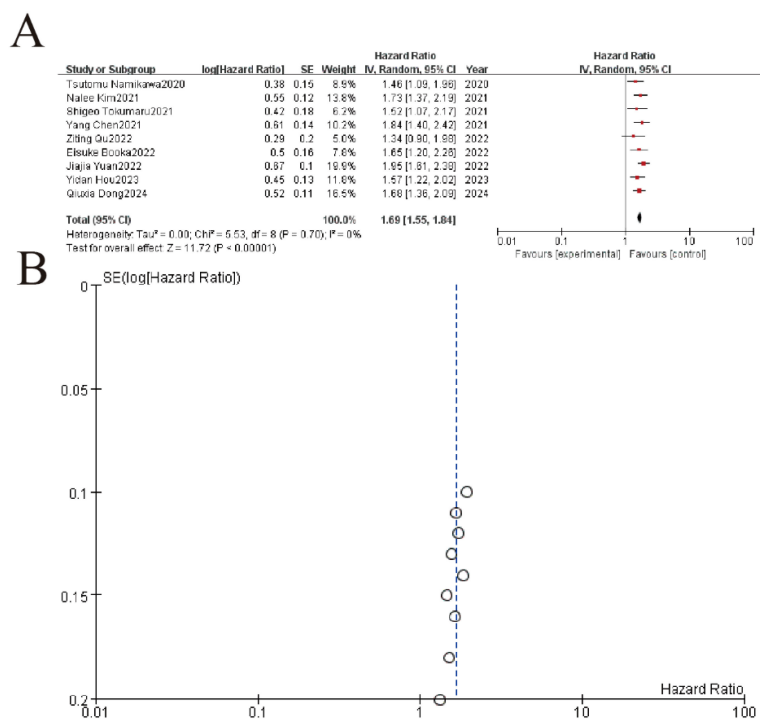 A
Hazard Ratio Hazard Ratio
Study or Subgroup log[Hazard Ratio] SE Weight IV, Random, 95% CI Year IV, Random, 95% CI
Tsutomu Namikawa2020 0.38 0.15 8.9% 1.46 [1.09, 1.96] 2020
Nalee Kim2021 0.55 0.12 13.8% 1.73 [1.37, 2.19] 2021
Shigeo Tokumaru2021 0.42 0.18 6.2% 1.52 [1.07, 2.17] 2021
Yang Chen2021 0.61 0.14 10.2% 1.84 [1.40, 2.42] 2021
Ziting Qu2022 0.29 0.2 5.0% 1.34 [0.90, 1.98] 2022
Eisuke Booka2022 0.5 0.16 7.8% 1.65 [1.20, 2.26] 2022
Jiajia Yuan2022 0.67 0.1 19.9% 1.95 [1.61, 2.38] 2022
Yidan Hou2023 0.45 0.13 11.8% 1.57 [1.22, 2.02] 2023
Qiuxia Dong2024 0.52 0.11 16.5% 1.68 [1.36, 2.09] 2024
Total (95% CI) 100.0% 1.69 [1.55, 1.84]
Heterogeneity: Tau² = 0.00; Chi² = 5.53, df = 8 (P = 0.70); I² = 0%
Test for overall effect: Z = 11.72 (P < 0.00001)
0.01 0.1 1 10 100
Favours [experimental] Favours [control]
B
SE(log[Hazard Ratio])
0
0.05
0.1
0.15
0.2
Hazard Ratio
0.01 0.1 1 10 100